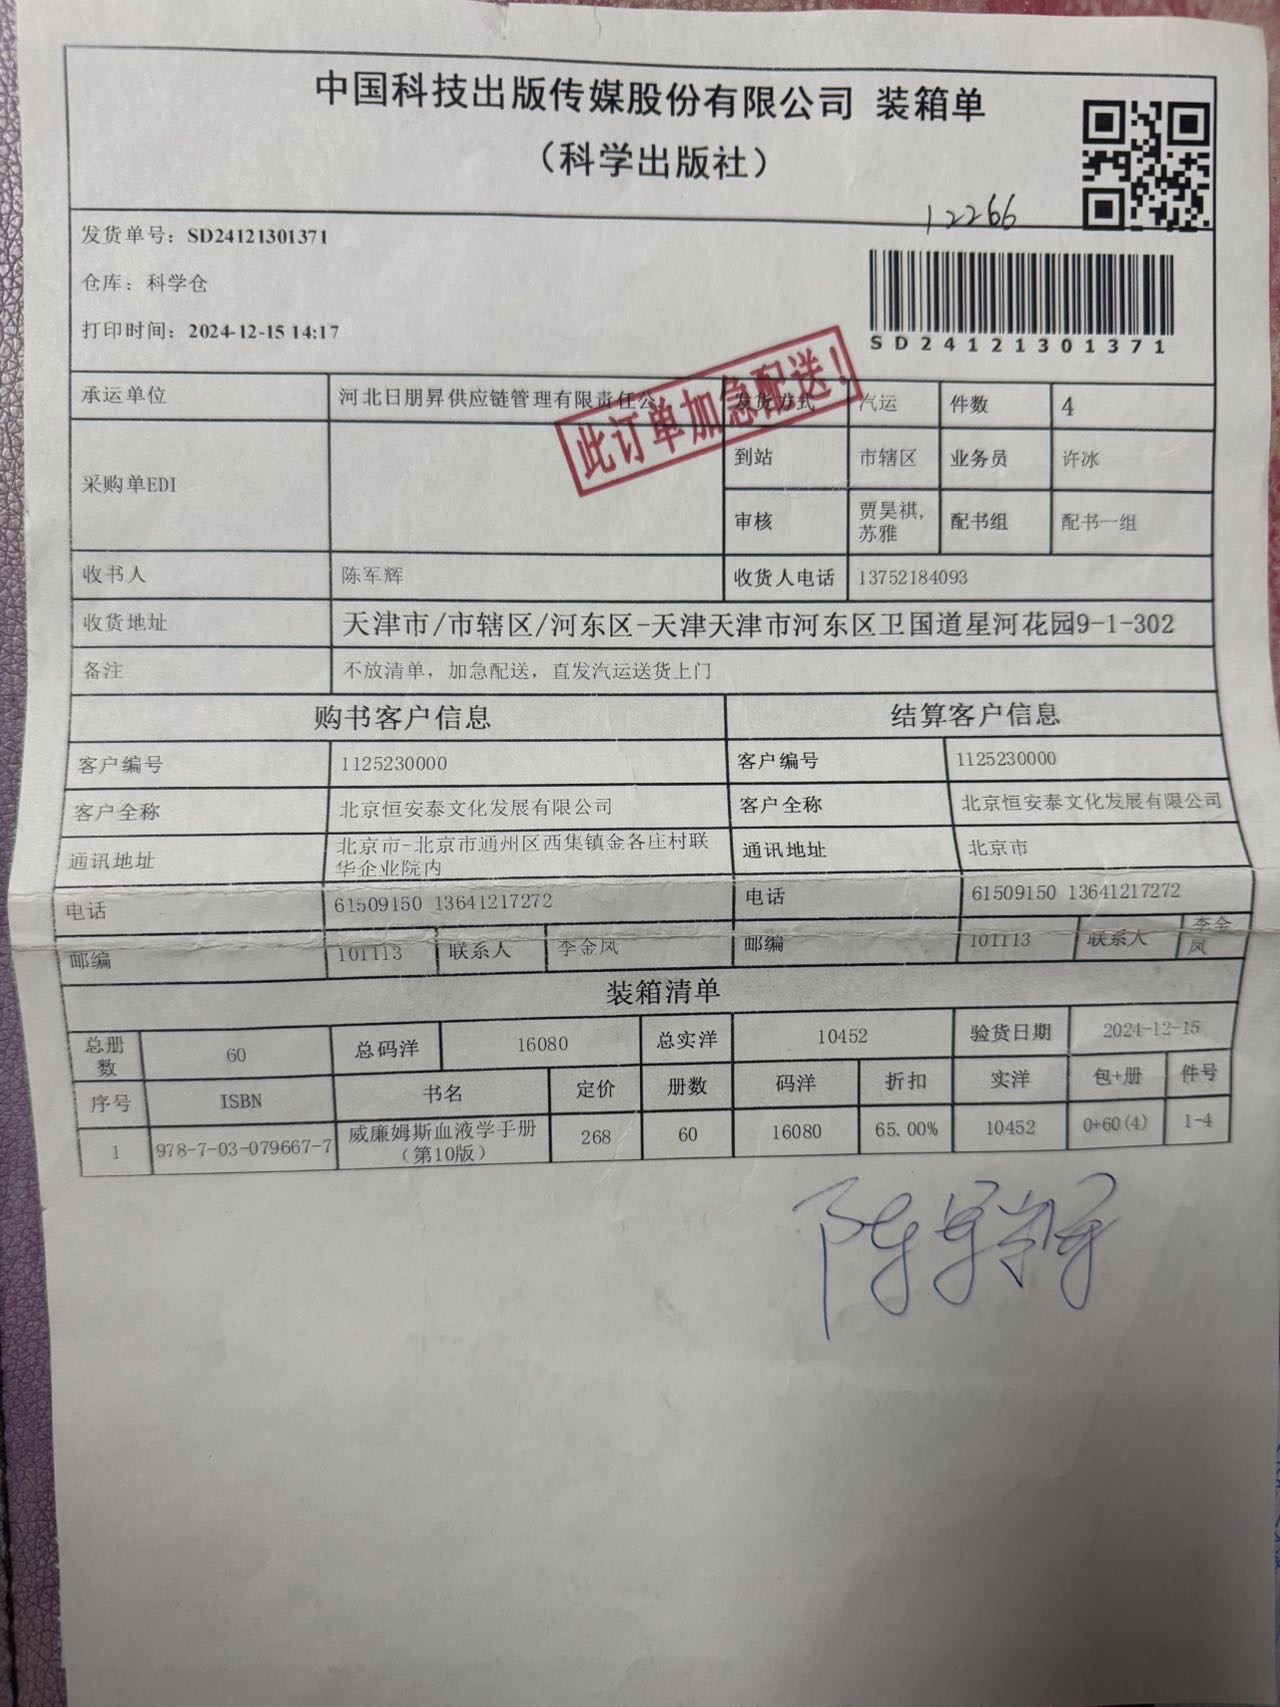 中国科技出版传媒股份有限公司 装箱单
（科学出版社）
12266
发货单号：SD24121301371
仓库：科学仓
打印时间：2024-12-15 14:17
SD24121301371
此订单加急配送！
承运单位 河北日朋昇供应链管理有限责任公 发货方式 汽运 件数 4
采购单EDI 到站 市辖区 业务员 许冰
审核 贾昊祺,苏雅 配书组 配书一组
收书人 陈军辉 收货人电话 13752184093
收货地址 天津市/市辖区/河东区-天津天津市河东区卫国道星河花园9-1-302
备注 不放清单，加急配送，直发汽运送货上门
购书客户信息 结算客户信息
客户编号 1125230000 客户编号 1125230000
客户全称 北京恒安泰文化发展有限公司 客户全称 北京恒安泰文化发展有限公司
通讯地址 北京市-北京市通州区西集镇金各庄村联华企业院内 通讯地址 北京市
电话 61509150 13641217272 电话 61509150 13641217272
邮编 101113 联系人 李金凤 邮编 101113 联系人 李金凤
装箱清单
总册数 60 总码洋 16080 总实洋 10452 验货日期 2024-12-15
序号 ISBN 书名 定价 册数 码洋 折扣 实洋 包+册 件号
1 978-7-03-079667-7 威廉姆斯血液学手册（第10版） 268 60 16080 65.00% 10452 0+60(4) 1-4
陈军辉